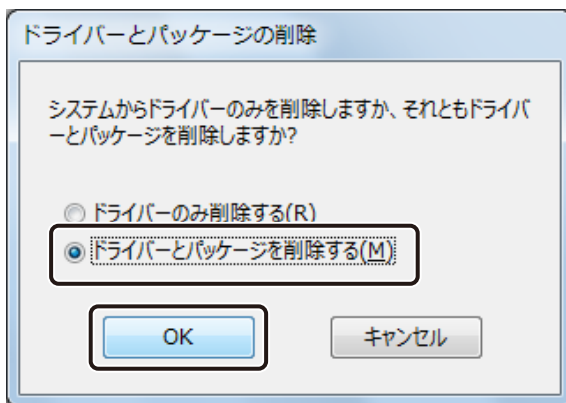 ドライバーとパッケージの削除
システムからドライバーのみを削除しますか、それともドライバ
ーとパッケージを削除しますか?
ドライバーのみ削除する(R)
ドライバーとパッケージを削除する(M)
OK
キャンセル